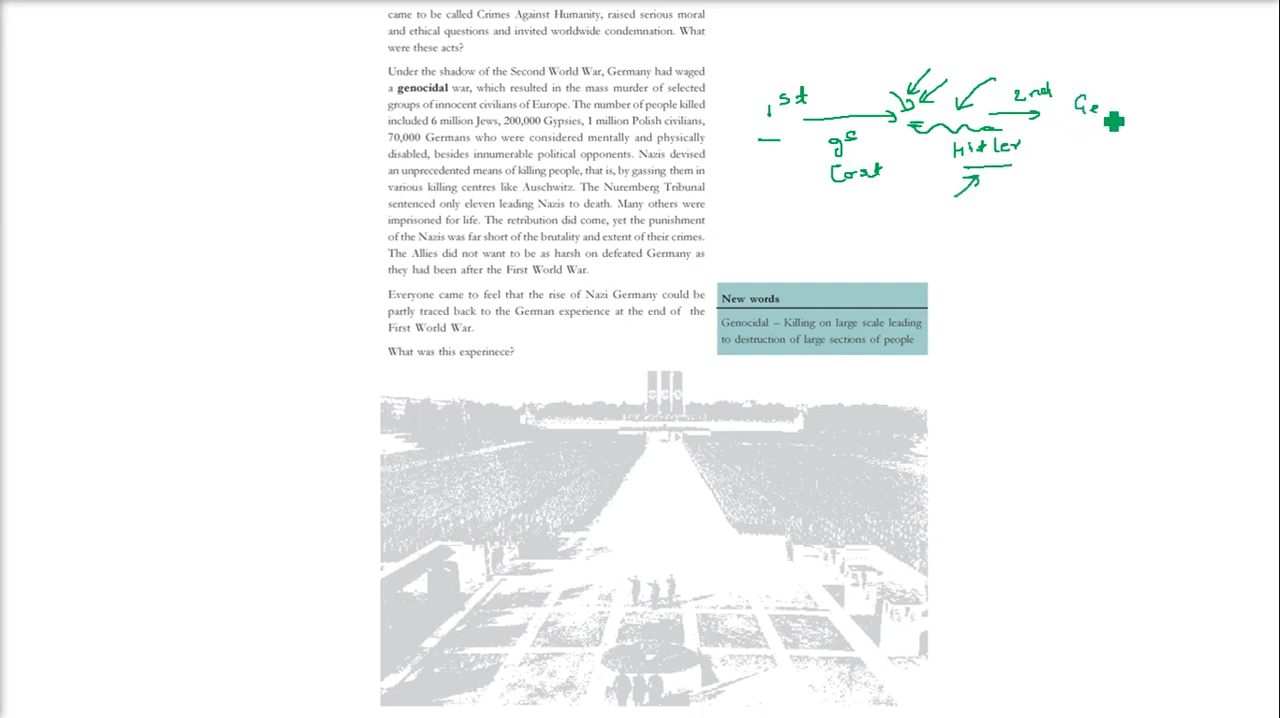 came to be called Crimes Against Humanity, raised serious moral
and ethical questions and invited worldwide condemnation. What
were these acts?
Under the shadow of the Second World War, Germany had waged
a genocidal war, which resulted in the mass murder of selected
groups of innocent civilians of Europe. The number of people killed
included 6 million Jews, 200,000 Gypsies, 1 million Polish civilians,
70,000 Germans who were considered mentally and physically
disabled, besides innumerable political opponents. Nazis devised
an unprecedented means of killing people, that is, by gassing them in
various killing centres like Auschwitz. The Nuremberg Tribunal
sentenced only eleven leading Nazis to death. Many others were
imprisoned for life. The retribution did come, yet the punishment
of the Nazis was far short of the brutality and extent of their crimes.
The Allies did not want to be as harsh on defeated Germany as
they had been after the First World War.
Everyone came to feel that the rise of Nazi Germany could be
partly traced back to the German experience at the end of the
First World War.
What was this experinece?
1st
2nd
Ge
Hitler
New words
Genocidal – Killing on large scale leading
to destruction of large sections of people